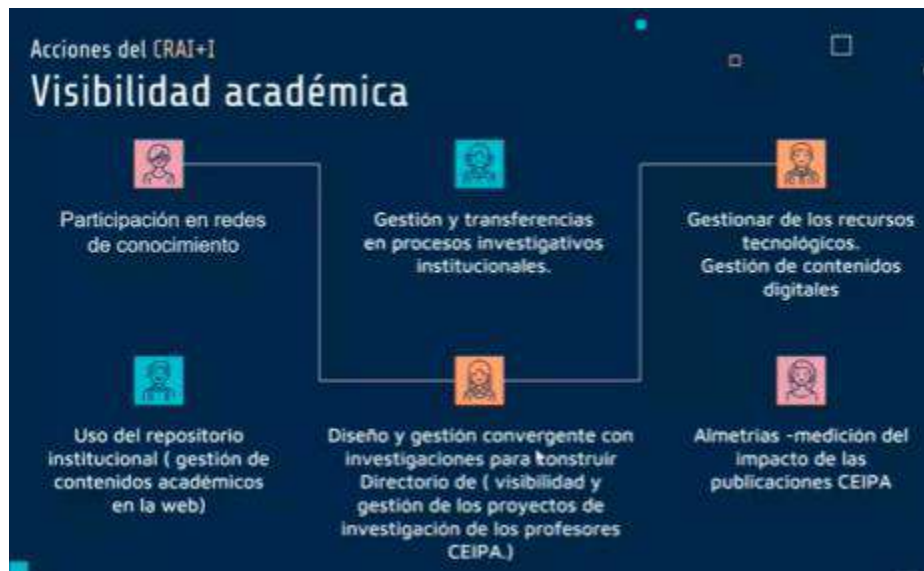 Acciones del CRAI+I
Visibilidad académica
Participación en redes
de conocimiento
Gestión y transferencias
en procesos investigativos
institucionales.
Gestionar de los recursos
tecnológicos.
Gestión de contenidos
digitales
Uso del repositorio
institucional ( gestión de
contenidos académicos
en la web)
Diseño y gestión convergente con
investigaciones para construir
Directorio de ( visibilidad y
gestión de los proyectos de
investigación de los profesores
CEIPA.)
Almetrias -medición del
impacto de las
publicaciones CEIPA